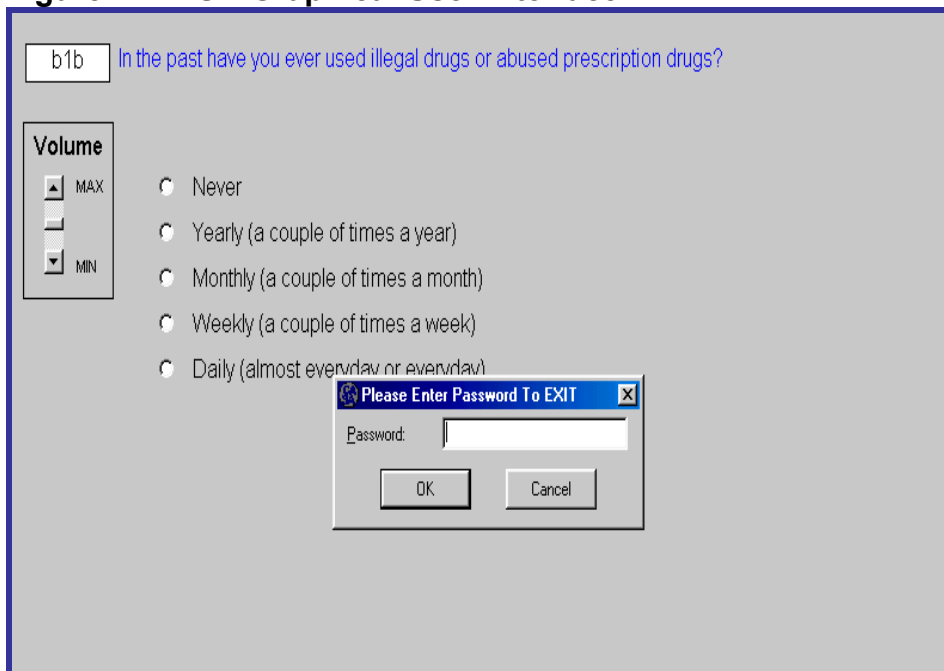 b1b In the past have you ever used illegal drugs or abused prescription drugs?
Volume
MAX
MIN
Never
Yearly (a couple of times a year)
Monthly (a couple of times a month)
Weekly (a couple of times a week)
Daily (almost everyday or everyday)
Please Enter Password To EXIT
Password:
OK Cancel